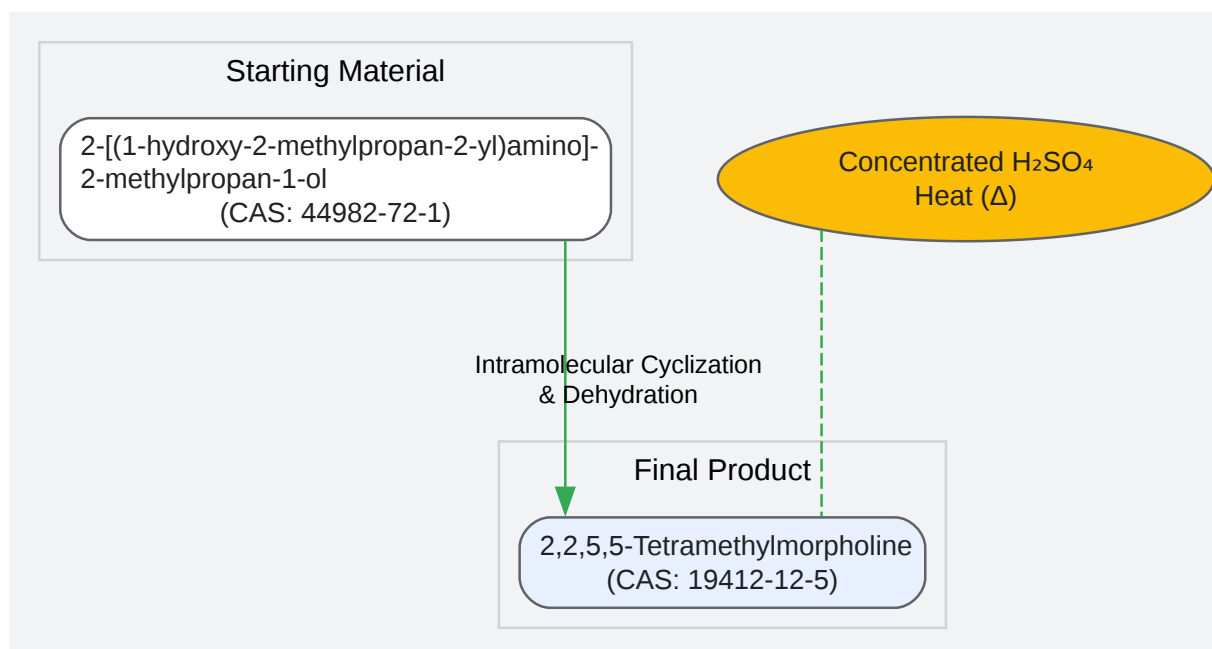 Starting Material
2-[(1-hydroxy-2-methylpropan-2-yl)amino]-
2-methylpropan-1-ol
(CAS: 44982-72-1)
Concentrated H₂SO₄
Heat (Δ)
Intramolecular Cyclization
& Dehydration
Final Product
2,2,5,5-Tetramethylmorpholine
(CAS: 19412-12-5)